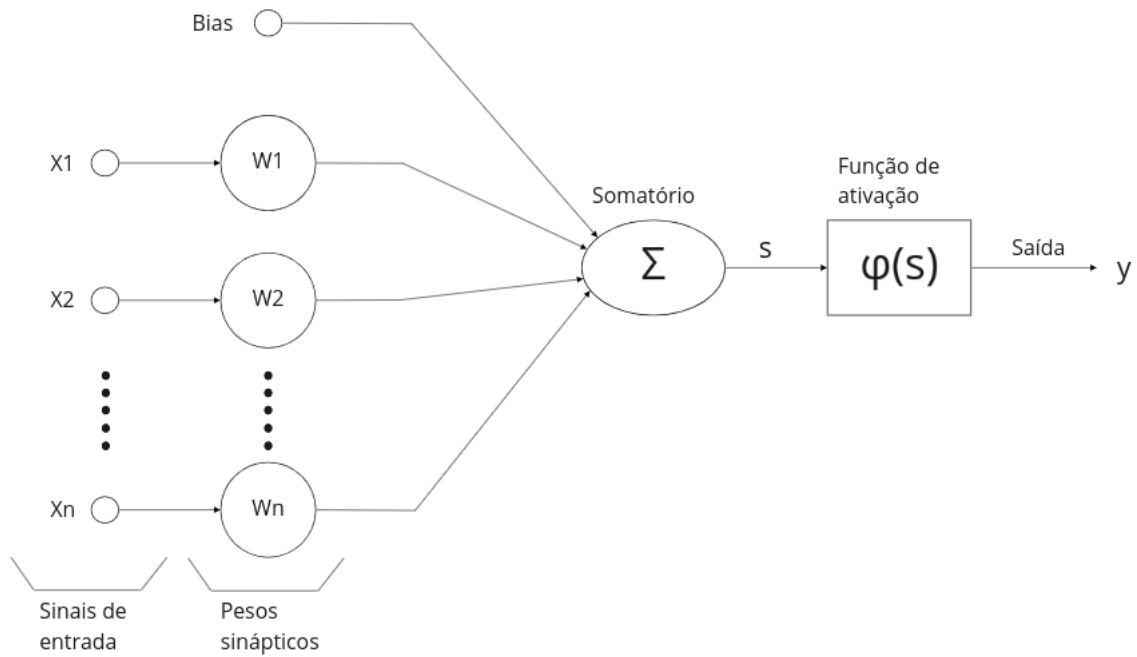 Bias
X1
W1
Função de
ativação
Somatório
Σ
s
φ(s)
Saída
y
X2
W2
Xn
Wn
Sinais de
entrada
Pesos
sinápticos